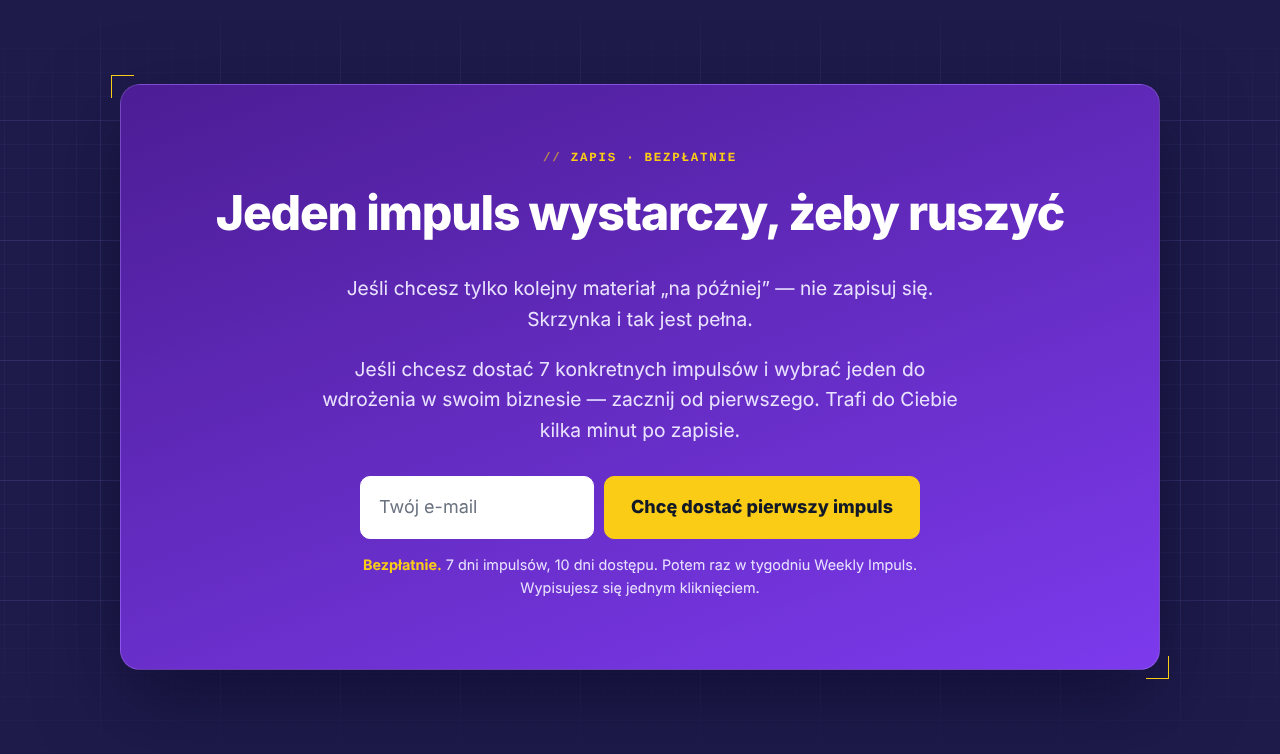 // ZAPIS · BEZPŁATNIE
Jeden impuls wystarczy, żeby ruszyć
Jeśli chcesz tylko kolejny materiał „na później” — nie zapisuj się.
Skrzynka i tak jest pełna.
Jeśli chcesz dostać 7 konkretnych impulsów i wybrać jeden do
wdrożenia w swoim biznesie — zacznij od pierwszego. Trafi do Ciebie
kilka minut po zapisie.
Twój e-mail
Chcę dostać pierwszy impuls
Bezpłatnie. 7 dni impulsów, 10 dni dostępu. Potem raz w tygodniu Weekly Impuls.
Wypisujesz się jednym kliknięciem.